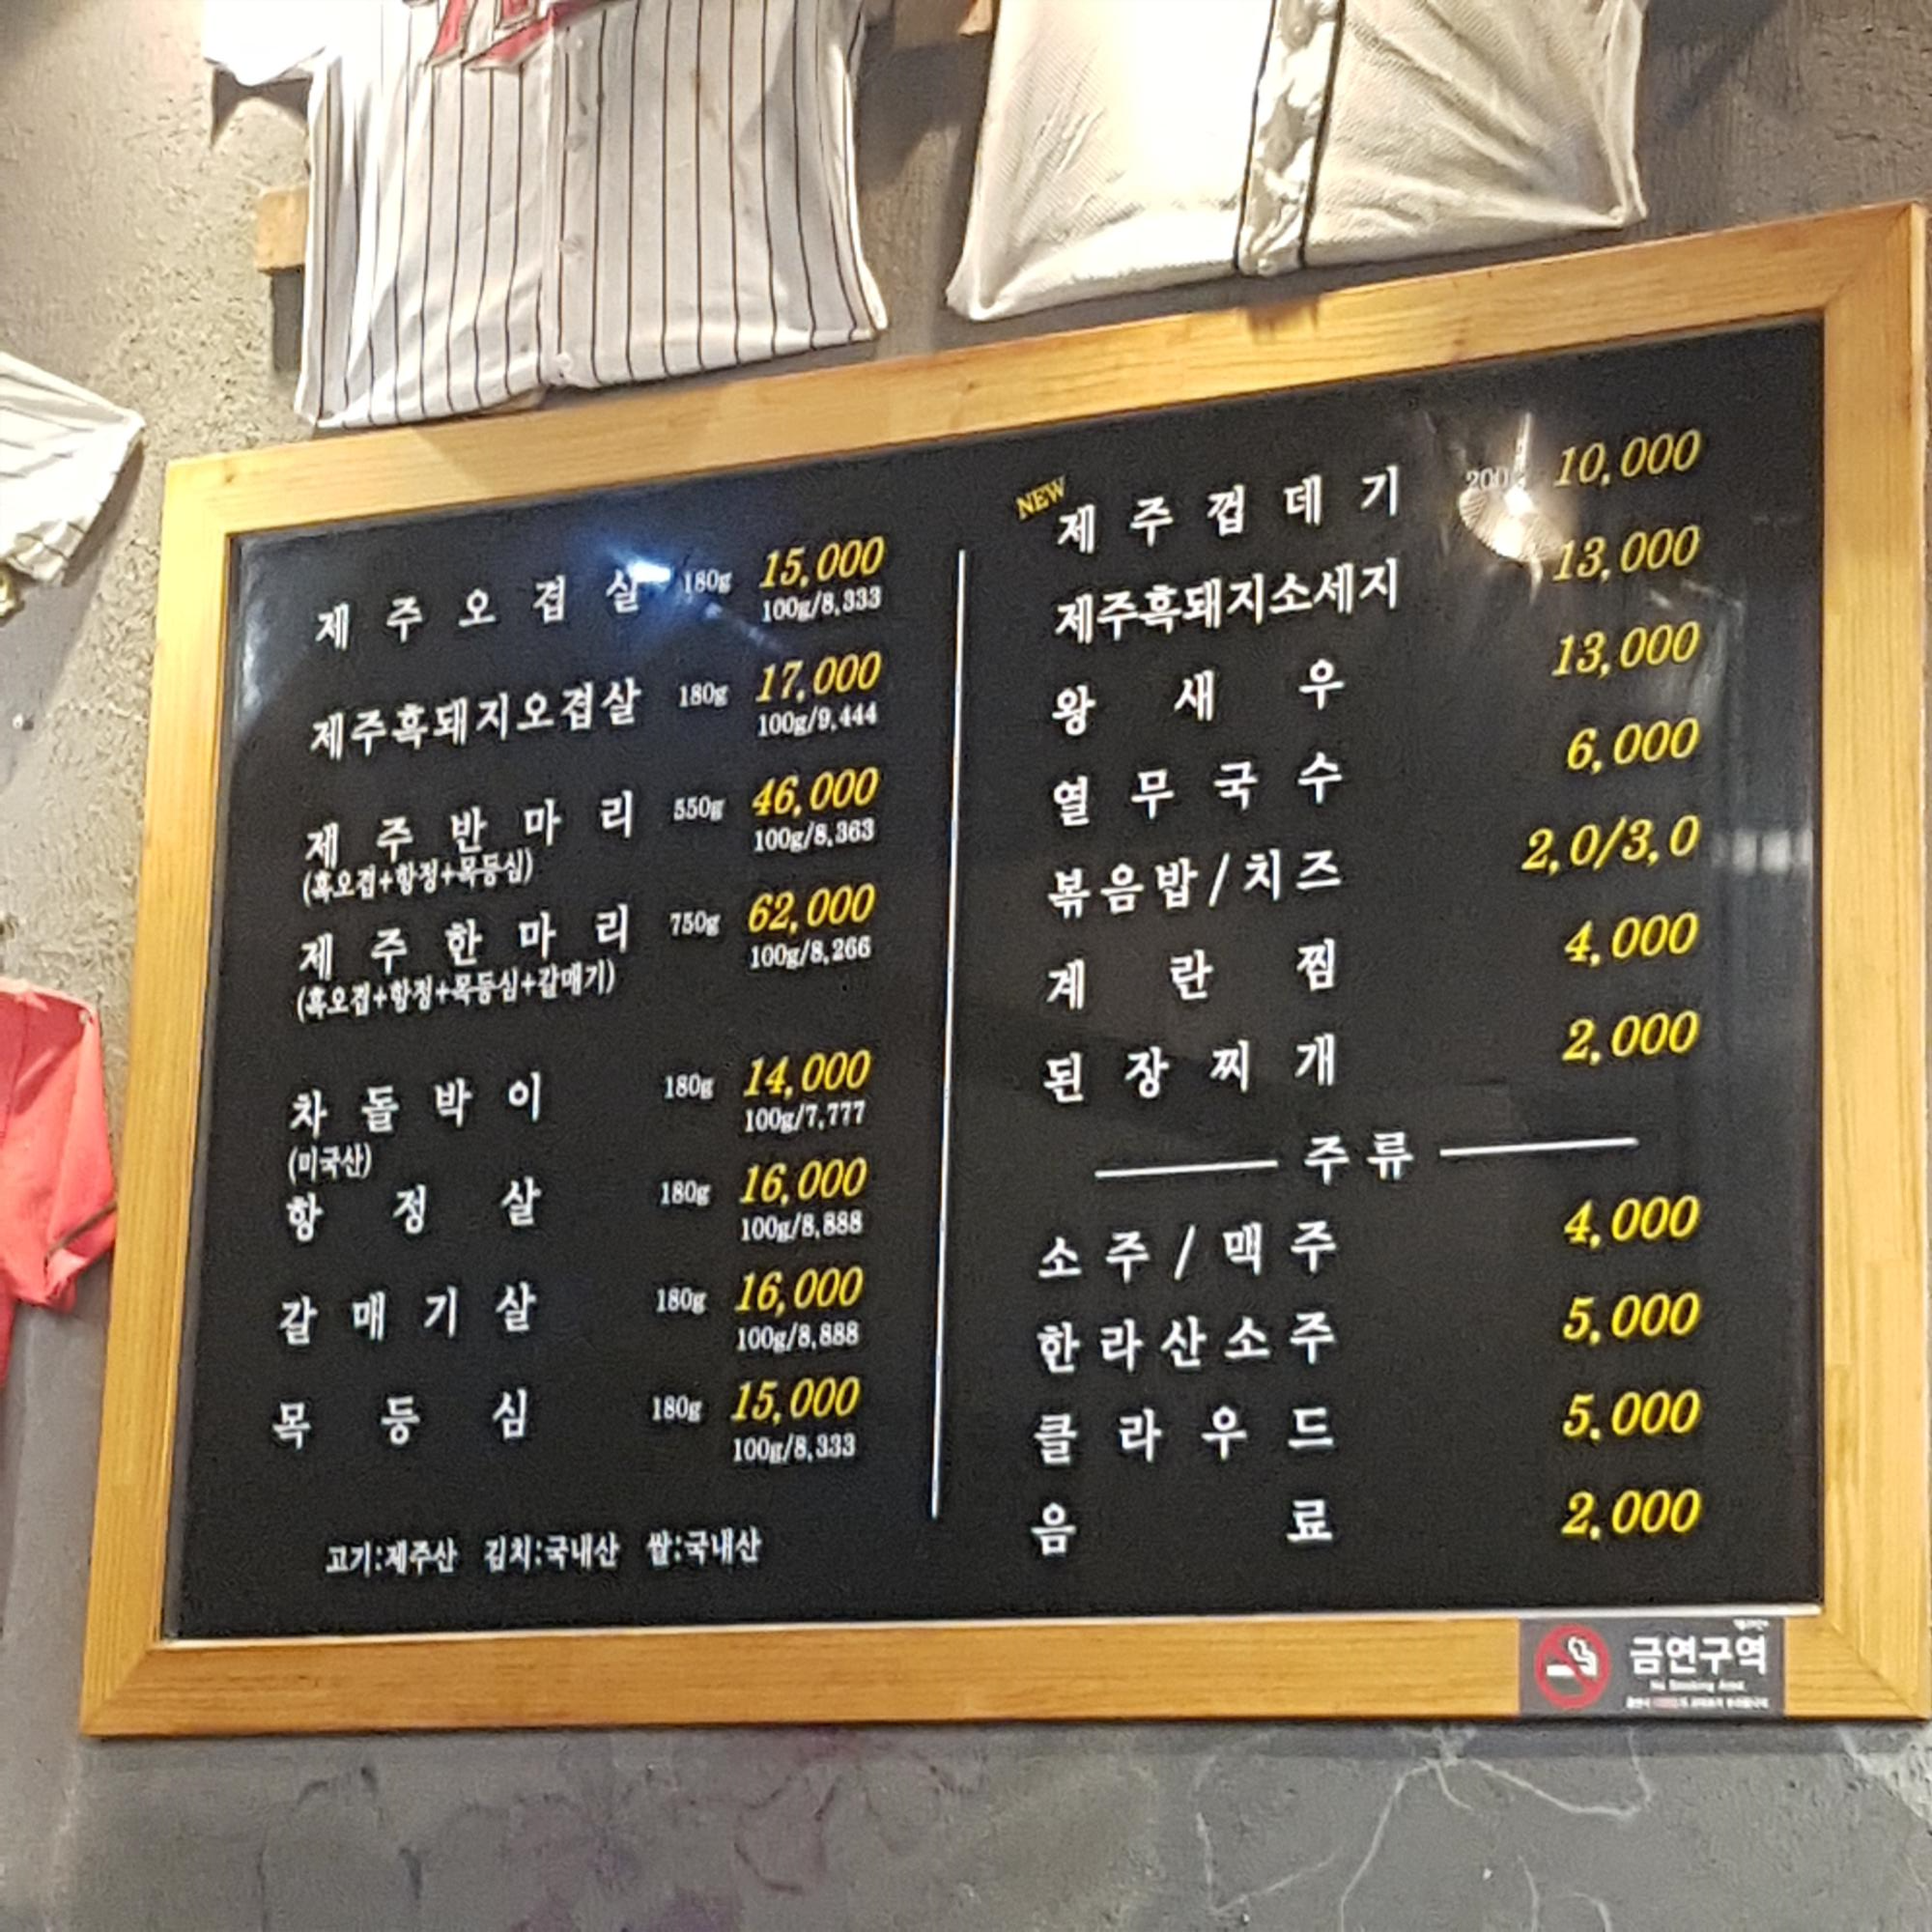 제주오겹살 180g 15,000
100g/8,333
제주흑돼지오겹살 180g 17,000
100g/9,444
제주반마리 550g 46,000
(흑오겹+항정+목등심) 100g/8,363
제주한마리 750g 62,000
(흑오겹+항정+목등심+갈매기) 100g/8,266
차돌박이 180g 14,000
(미국산) 100g/7,777
항정살 180g 16,000
100g/8,888
갈매기살 180g 16,000
100g/8,888
목등심 180g 15,000
100g/8,333
고기:제주산 김치:국내산 쌀:국내산
NEW
제주껍데기 200g 10,000
제주흑돼지소세지 13,000
왕새우 13,000
열무국수 6,000
볶음밥/치즈 2,0/3,0
계란찜 4,000
된장찌개 2,000
주류
소주/맥주 4,000
한라산소주 5,000
클라우드 5,000
음료 2,000
금연구역
No Smoking Area